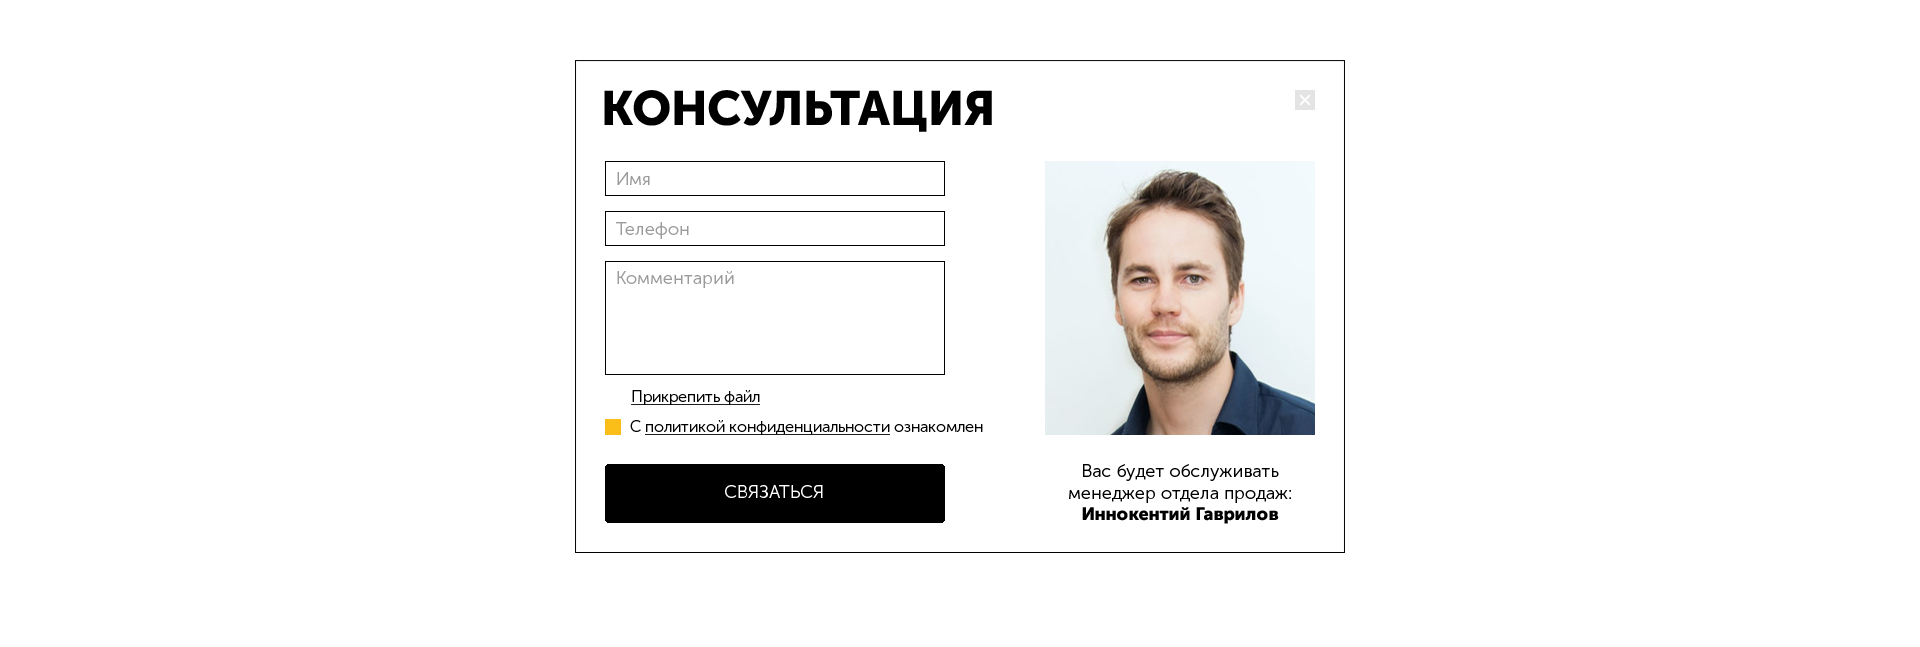 КОНСУЛЬТАЦИЯ
Имя
Телефон
Комментарий
Прикрепить файл
С политикой конфиденциальности ознакомлен
СВЯЗАТЬСЯ
Вас будет обслуживать
менеджер отдела продаж:
Иннокентий Гаврилов